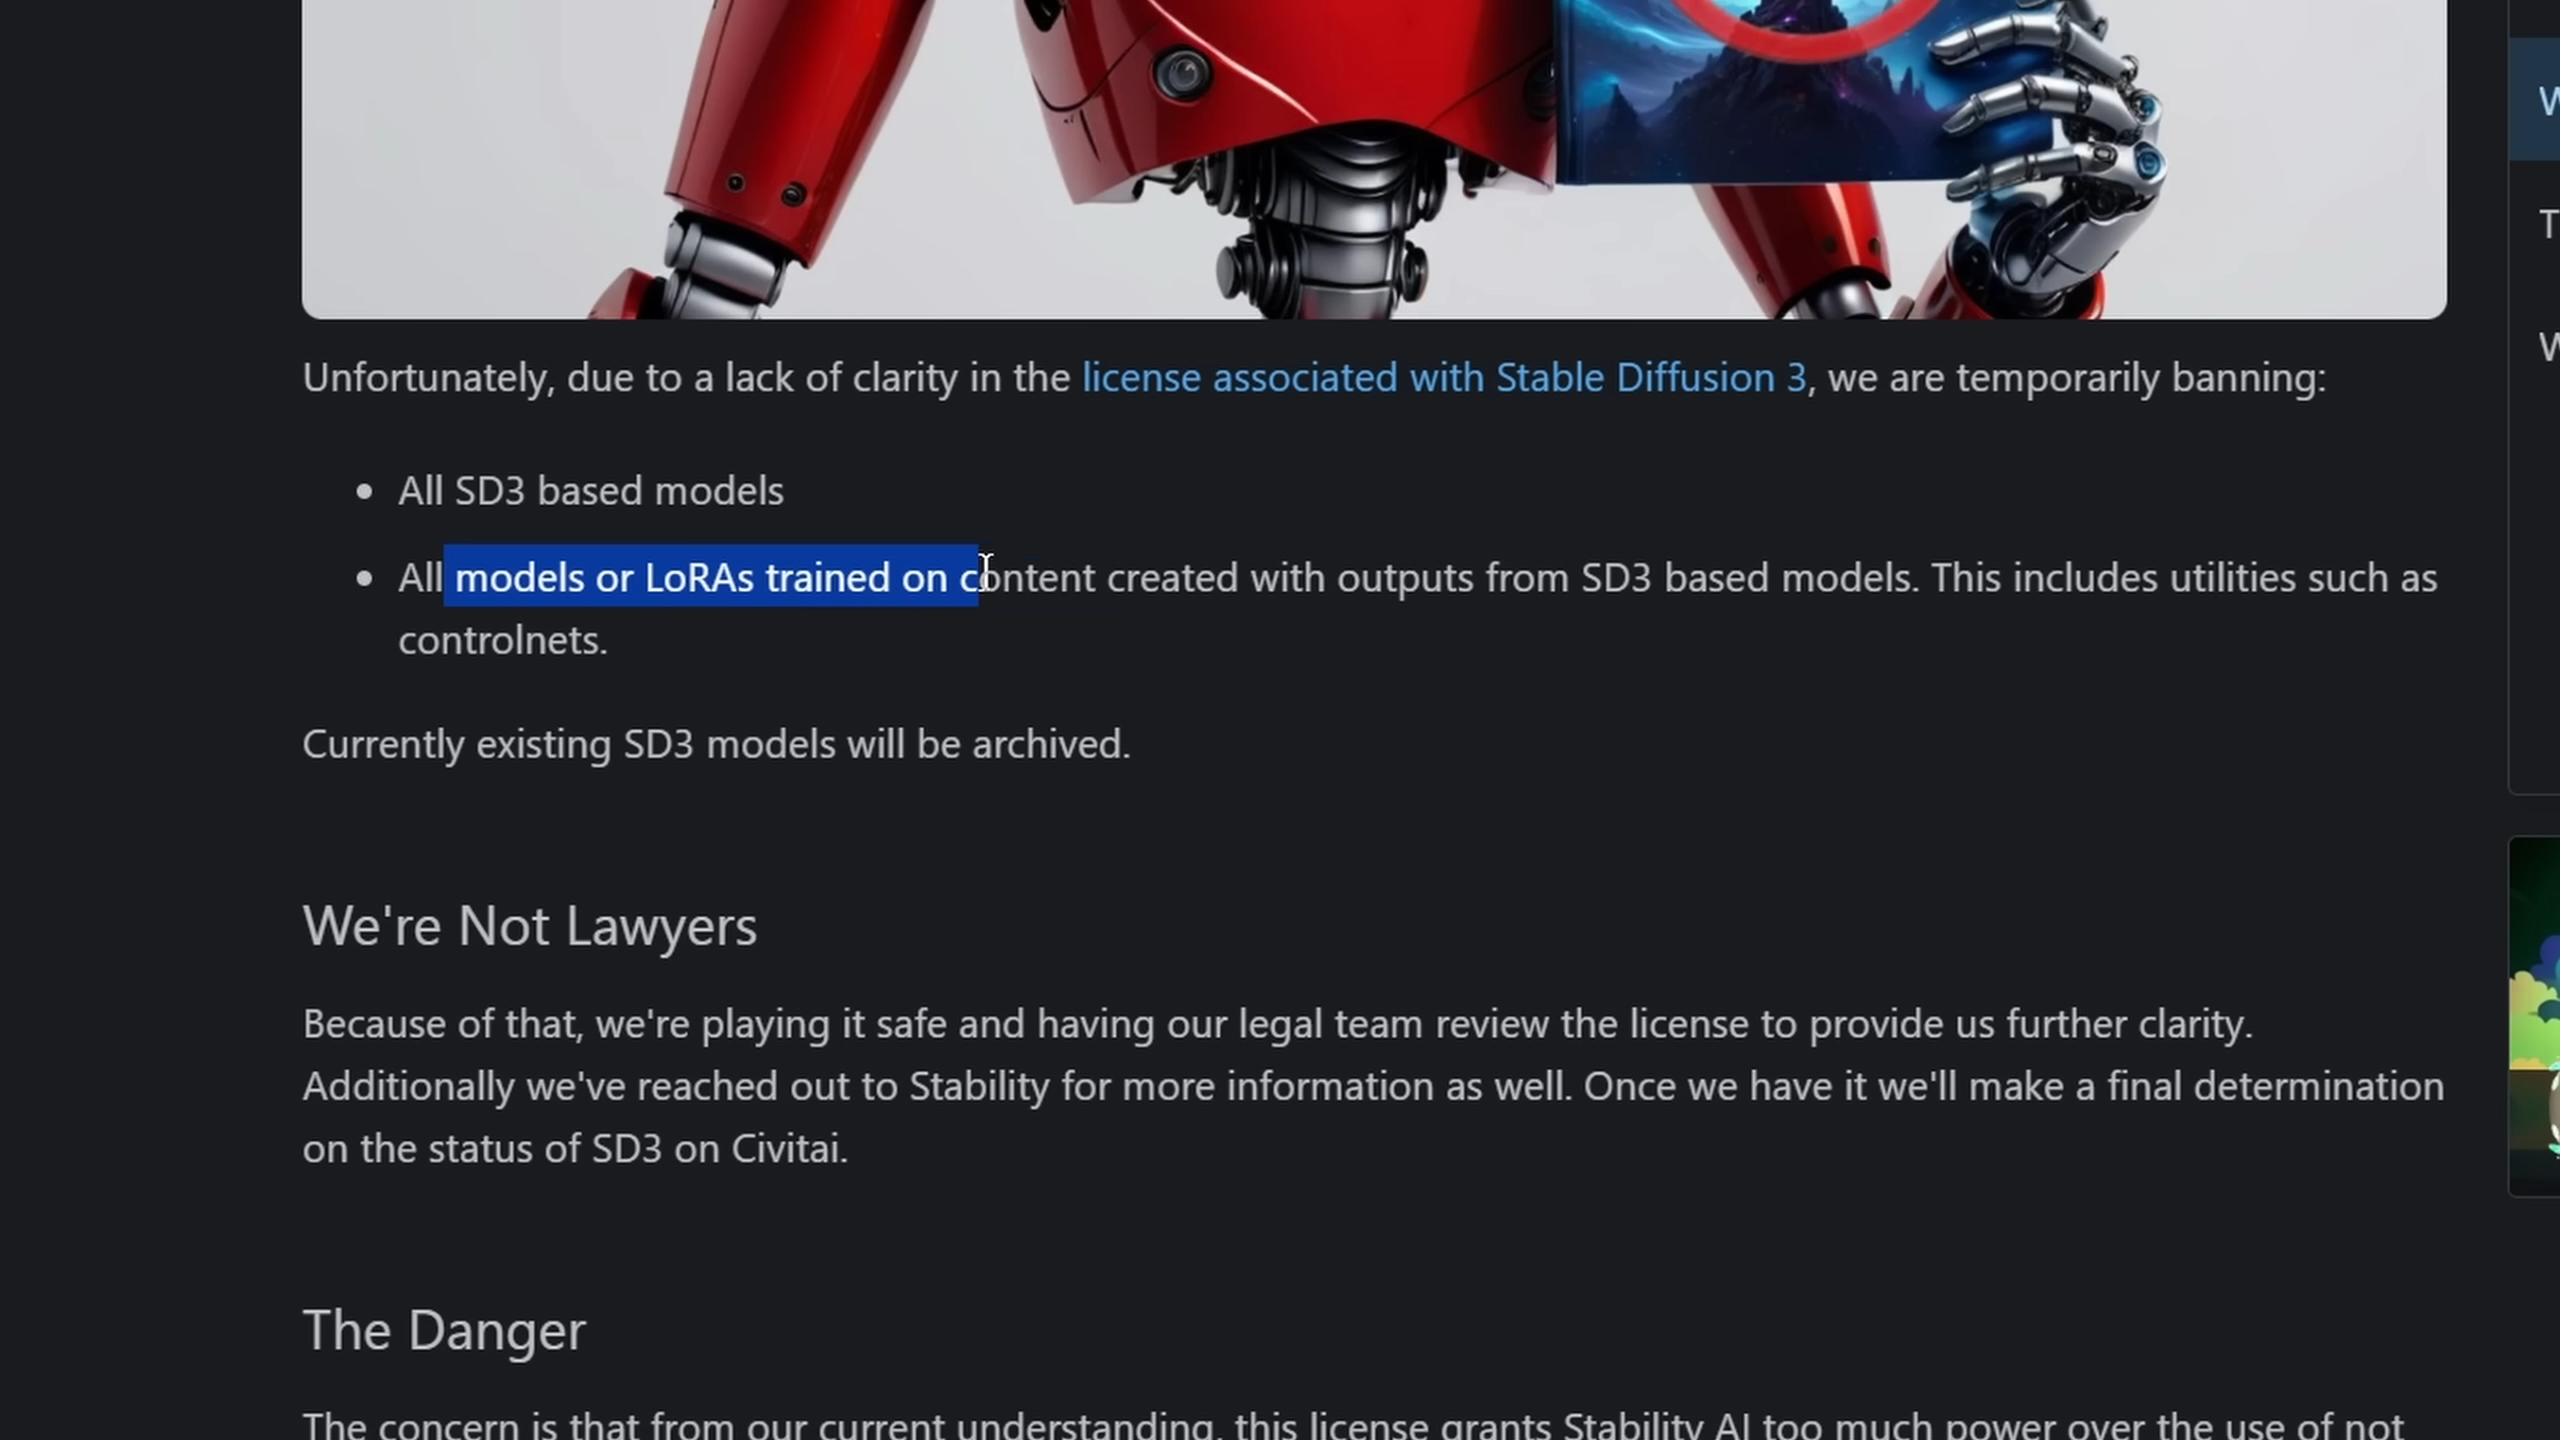 Unfortunately, due to a lack of clarity in the license associated with Stable Diffusion 3, we are temporarily banning:
All SD3 based models
All models or LoRAs trained on content created with outputs from SD3 based models. This includes utilities such as
controlnets.
Currently existing SD3 models will be archived.
We're Not Lawyers
Because of that, we're playing it safe and having our legal team review the license to provide us further clarity.
Additionally we've reached out to Stability for more information as well. Once we have it we'll make a final determination
on the status of SD3 on Civitai.
The Danger
The concern is that from our current understanding, this license grants Stability AI too much power over the use of not